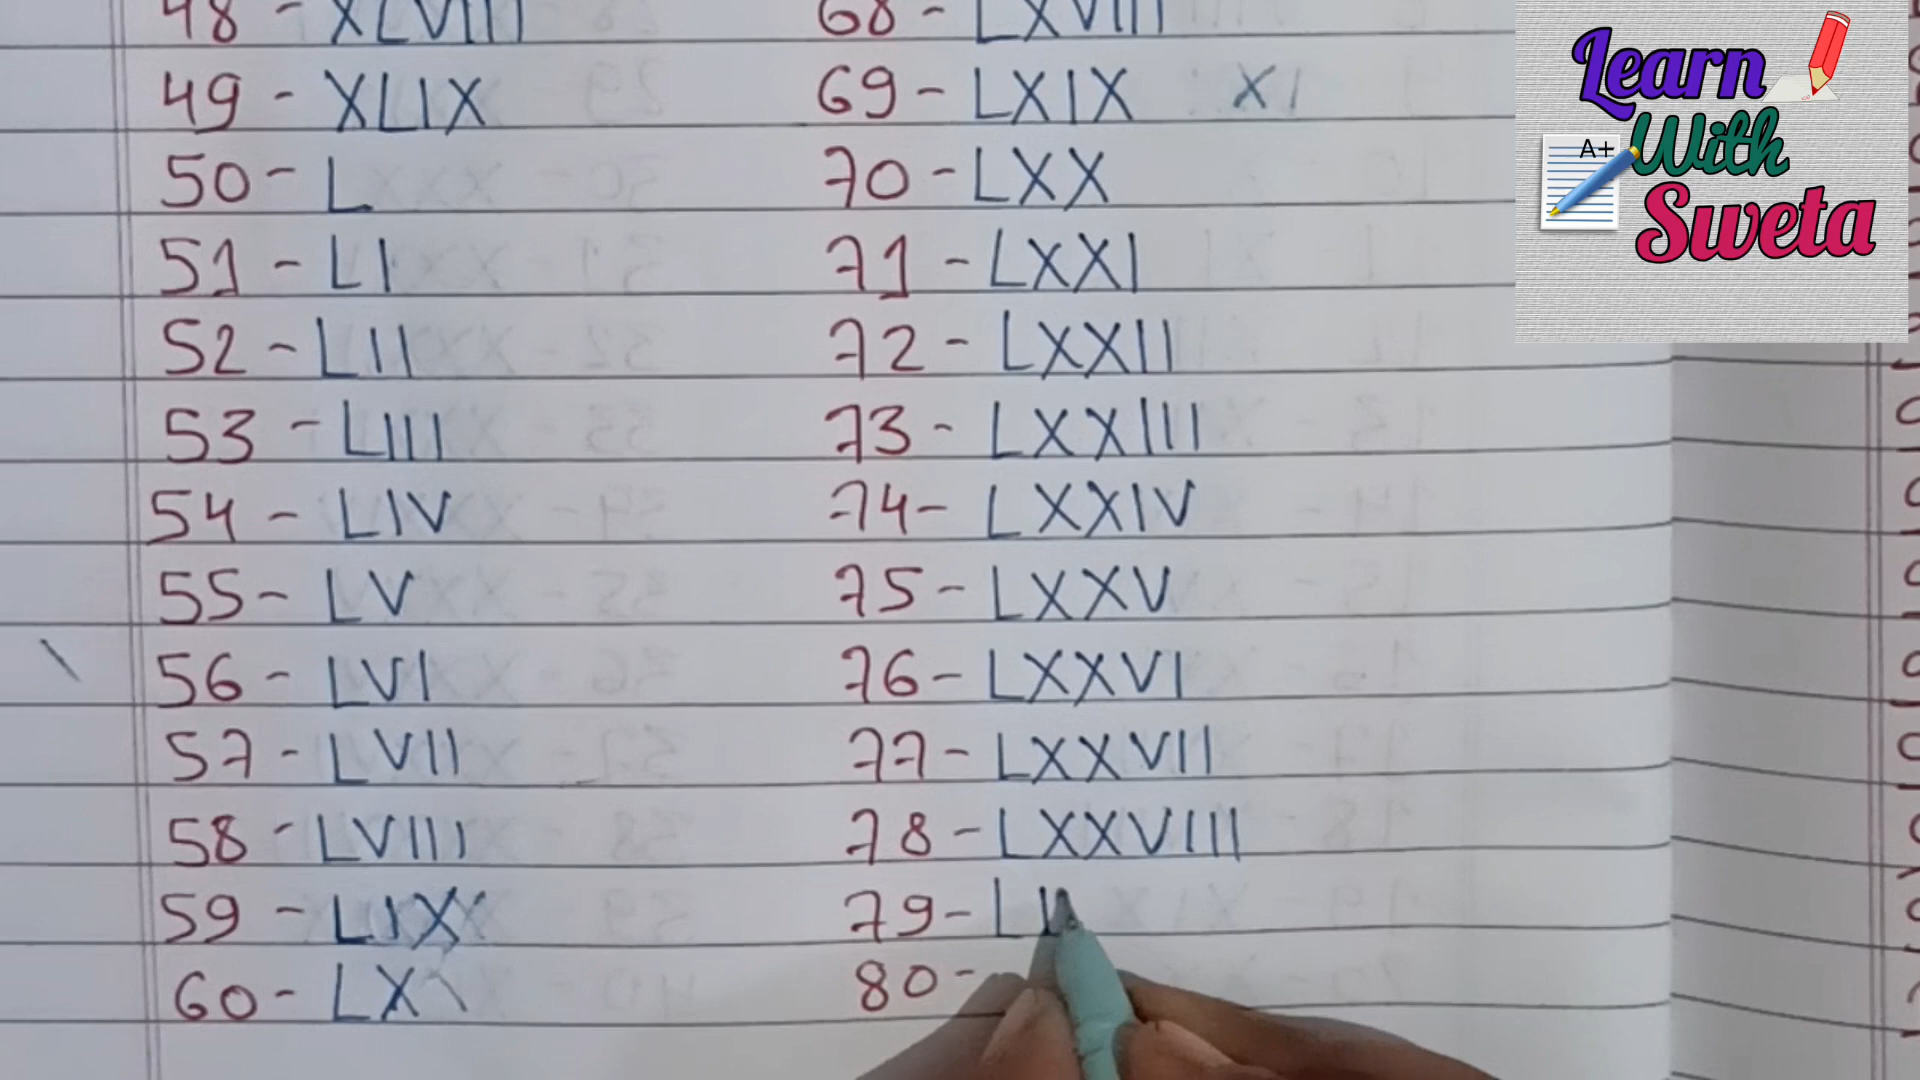 48 - XLVIII
49 - XLIX
50 - L
51 - LI
52 - LII
53 - LIII
54 - LIV
55 - LV
56 - LVI
57 - LVII
58 - LVIII
59 - LIX
60 - LX
68 - LXVIII
69 - LXIX XI
70 - LXX
71 - LXXI
72 - LXXII
73 - LXXIII
74 - LXXIV
75 - LXXV
76 - LXXVI
77 - LXXVII
78 - LXXVIII
79 - L
80 -
Learn
With
Sweta
A+